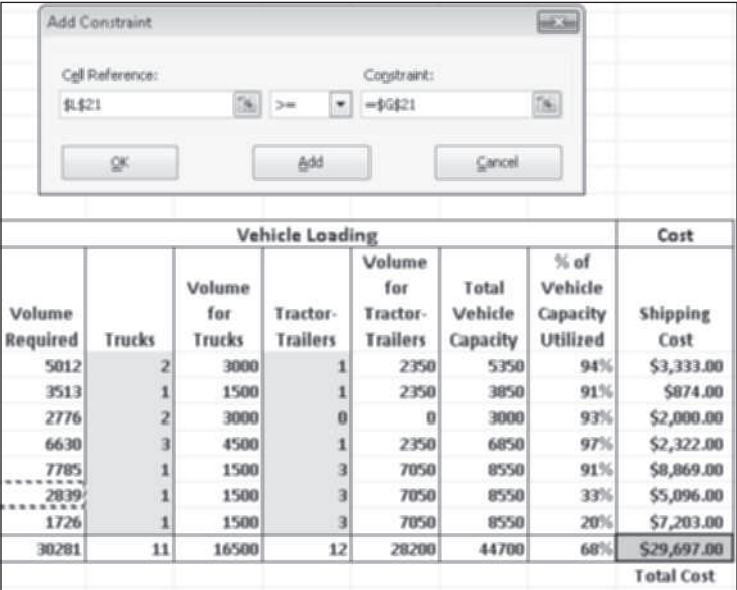 Add Constraint
Cell Reference: Constraint:
$L$21 >= =$G$21
OK Add Cancel
Vehicle Loading Cost
Volume Required Trucks Volume for Trucks Tractor-Trailers Volume for Tractor-Trailers Total Vehicle Capacity % of Vehicle Capacity Utilized Shipping Cost
5012 2 3000 1 2350 5350 94% $3,333.00
3513 1 1500 1 2350 3850 91% $874.00
2776 2 3000 0 0 3000 93% $2,000.00
6630 3 4500 1 2350 6850 97% $2,322.00
7785 1 1500 3 7050 8550 91% $8,869.00
2839 1 1500 3 7050 8550 33% $5,096.00
1726 1 1500 3 7050 8550 20% $7,203.00
30281 11 16500 12 28200 44700 68% $29,697.00
Total Cost